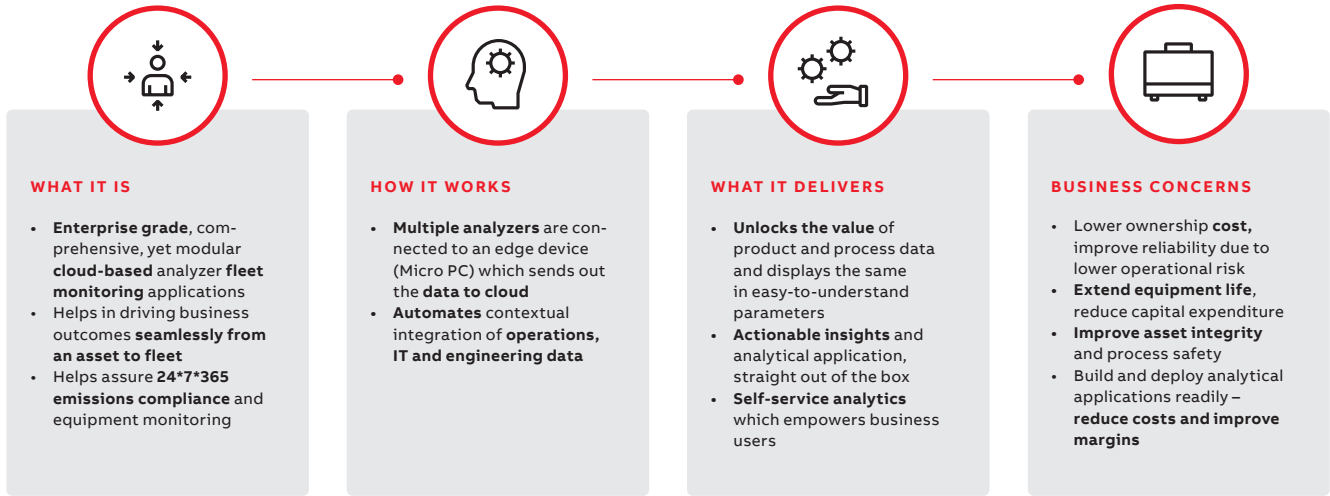 WHAT IT IS
• Enterprise grade, com-
prehensive, yet modular
cloud-based analyzer fleet
monitoring applications
• Helps in driving business
outcomes seamlessly from
an asset to fleet
• Helps assure 24*7*365
emissions compliance and
equipment monitoring
HOW IT WORKS
• Multiple analyzers are con-
nected to an edge device
(Micro PC) which sends out
the data to cloud
• Automates contextual
integration of operations,
IT and engineering data
WHAT IT DELIVERS
• Unlocks the value of
product and process data
and displays the same
in easy-to-understand
parameters
• Actionable insights and
analytical application,
straight out of the box
• Self-service analytics
which empowers business
users
BUSINESS CONCERNS
• Lower ownership cost,
improve reliability due to
lower operational risk
• Extend equipment life,
reduce capital expenditure
• Improve asset integrity
and process safety
• Build and deploy analytical
applications readily –
reduce costs and improve
margins